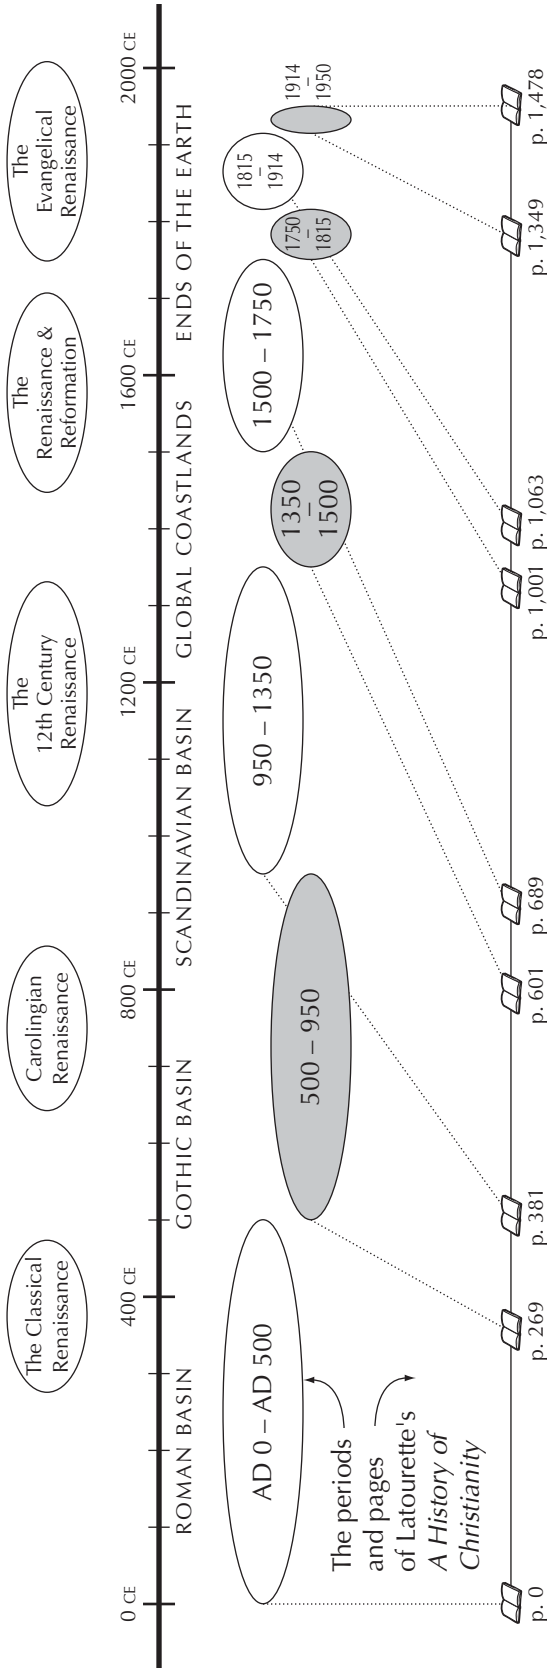 The Classical
Renaissance
Carolingian
Renaissance
The
12th Century
Renaissance
The
Renaissance &
Reformation
The
Evangelical
Renaissance
0 CE
400 CE
800 CE
1200 CE
1600 CE
2000 CE
ROMAN BASIN
GOTHIC BASIN
SCANDINAVIAN BASIN
GLOBAL COASTLANDS
ENDS OF THE EARTH
AD 0 – AD 500
500 – 950
950 – 1350
1350
–
1500
1500 – 1750
1750
–
1815
1815
–
1914
1914
–
1950
The periods
and pages
of Latourette's
A History of
Christianity
p. 0
p. 269
p. 381
p. 601
p. 689
p. 1,001
p. 1,063
p. 1,349
p. 1,478